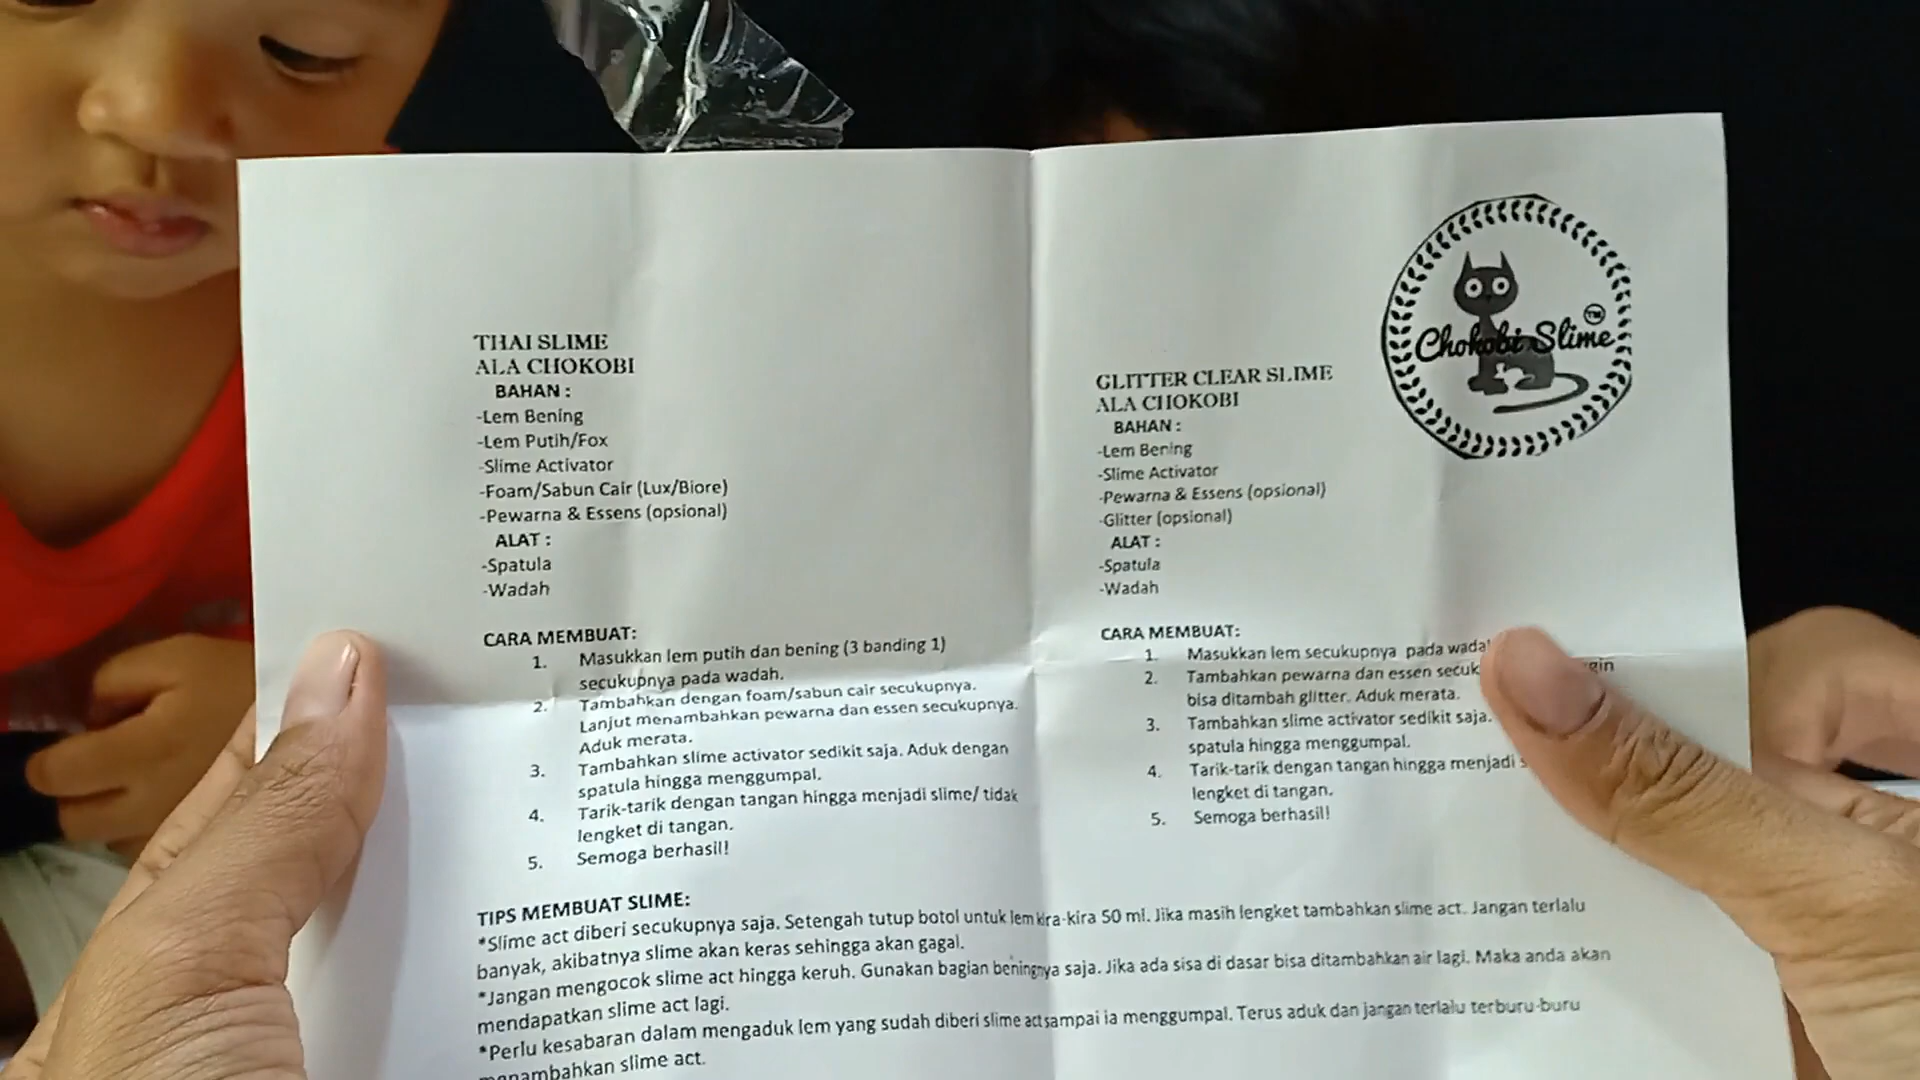 THAI SLIME
ALA CHOKOBI
BAHAN :
-Lem Bening
-Lem Putih/Fox
-Slime Activator
-Foam/Sabun Cair (Lux/Biore)
-Pewarna & Essens (opsional)
ALAT :
-Spatula
-Wadah
CARA MEMBUAT:
1. Masukkan lem putih dan bening (3 banding 1)
secukupnya pada wadah.
2. Tambahkan dengan foam/sabun cair secukupnya.
Lanjut menambahkan pewarna dan essen secukupnya.
Aduk merata.
3. Tambahkan slime activator sedikit saja. Aduk dengan
spatula hingga menggumpal.
4. Tarik-tarik dengan tangan hingga menjadi slime/ tidak
lengket di tangan.
5. Semoga berhasil!
Chokobi Slime TM
GLITTER CLEAR SLIME
ALA CHOKOBI
BAHAN :
-Lem Bening
-Slime Activator
-Pewarna & Essens (opsional)
-Glitter (opsional)
ALAT :
-Spatula
-Wadah
CARA MEMBUAT:
1. Masukkan lem secukupnya pada
2. Tambahkan pewarna dan essen
bisa ditambah glitter. Aduk merata.
3. Tambahkan slime activator sedikit saja.
spatula hingga menggumpal.
4. Tarik-tarik dengan tangan hingga menjadi
lengket di tangan.
5. Semoga berhasil!
TIPS MEMBUAT SLIME:
*Slime act diberi secukupnya saja. Setengah tutup botol untuk lem kira-kira 50 ml. Jika masih lengket tambahkan slime act. Jangan terlalu
banyak, akibatnya slime akan keras sehingga akan gagal.
*Jangan mengocok slime act hingga keruh. Gunakan bagian beningnya saja. Jika ada sisa di dasar bisa ditambahkan air lagi. Maka anda akan
mendapatkan slime act lagi.
*Perlu kesabaran dalam mengaduk lem yang sudah diberi slime act sampai ia menggumpal. Terus aduk dan jangan terlalu terburu-buru
menambahkan slime act.